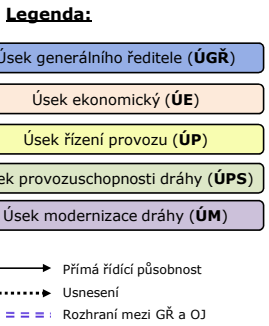 Legenda:
Úsek generálního ředitele (ÚGŘ)
Úsek ekonomický (ÚE)
Úsek řízení provozu (ÚP)
ek provozuschopnosti dráhy (ÚPS)
Úsek modernizace dráhy (ÚM)
Přímá řídící působnost
Usnesení
Rozhraní mezi GŘ a OJ